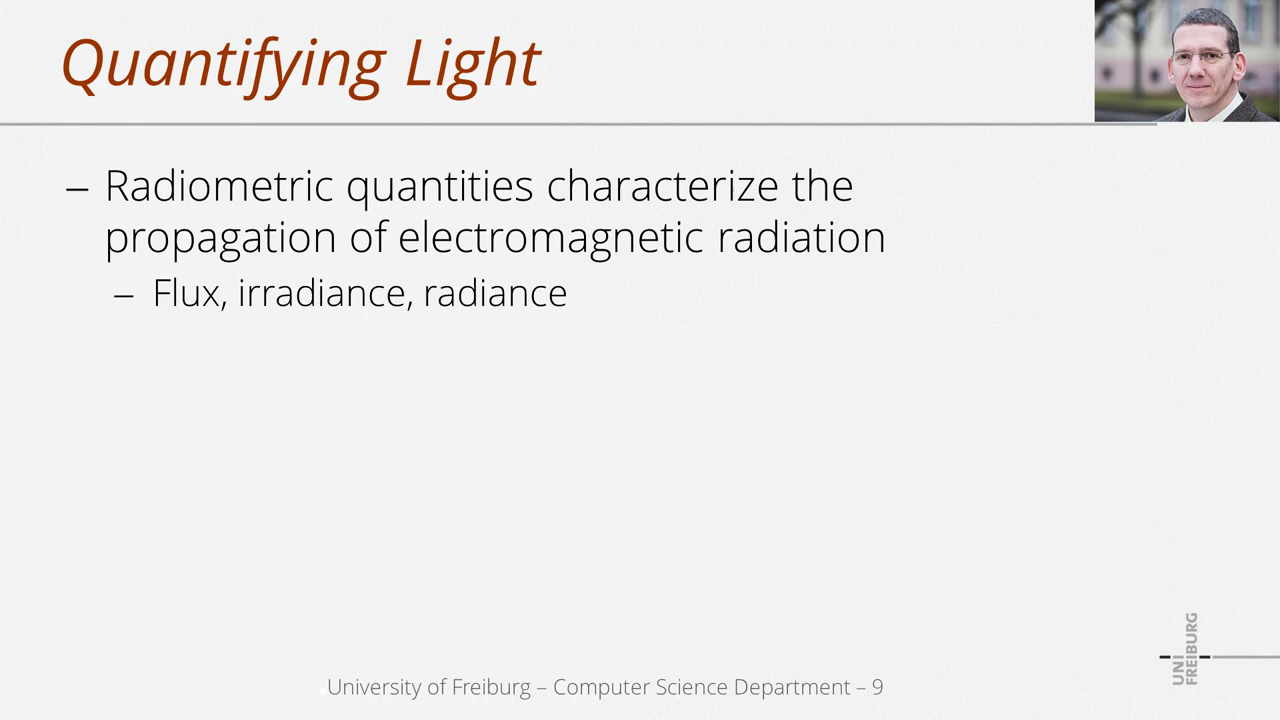 Quantifying Light
– Radiometric quantities characterize the
propagation of electromagnetic radiation
– Flux, irradiance, radiance
University of Freiburg – Computer Science Department – 9
UNI
FREIBURG